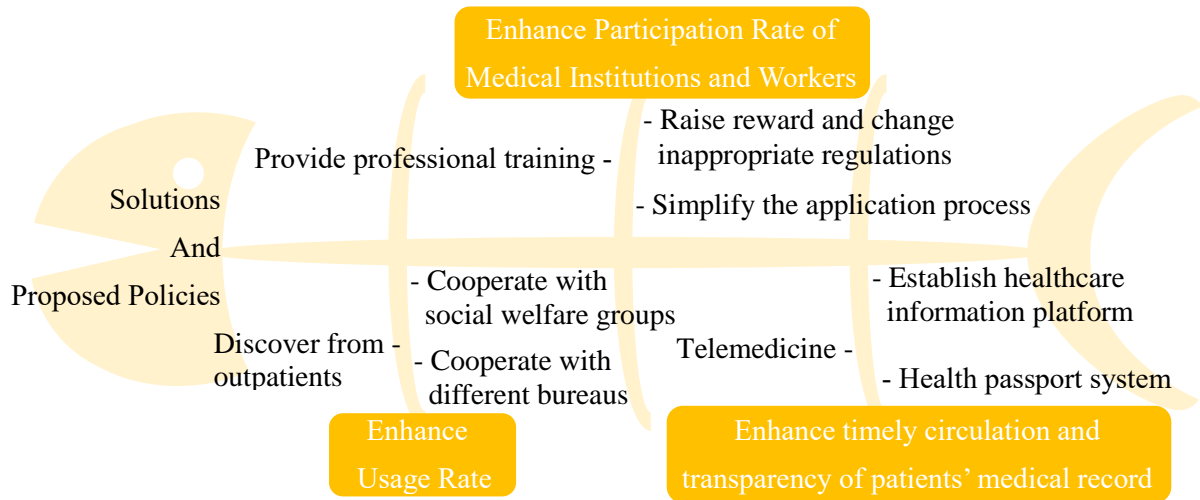 Enhance Participation Rate of
Medical Institutions and Workers
Provide professional training -
- Raise reward and change
inappropriate regulations
- Simplify the application process
Solutions
And
Proposed Policies
- Cooperate with
social welfare groups
Discover from -
outpatients
- Cooperate with
different bureaus
Enhance
Usage Rate
- Establish healthcare
information platform
Telemedicine -
- Health passport system
Enhance timely circulation and
transparency of patients’ medical record